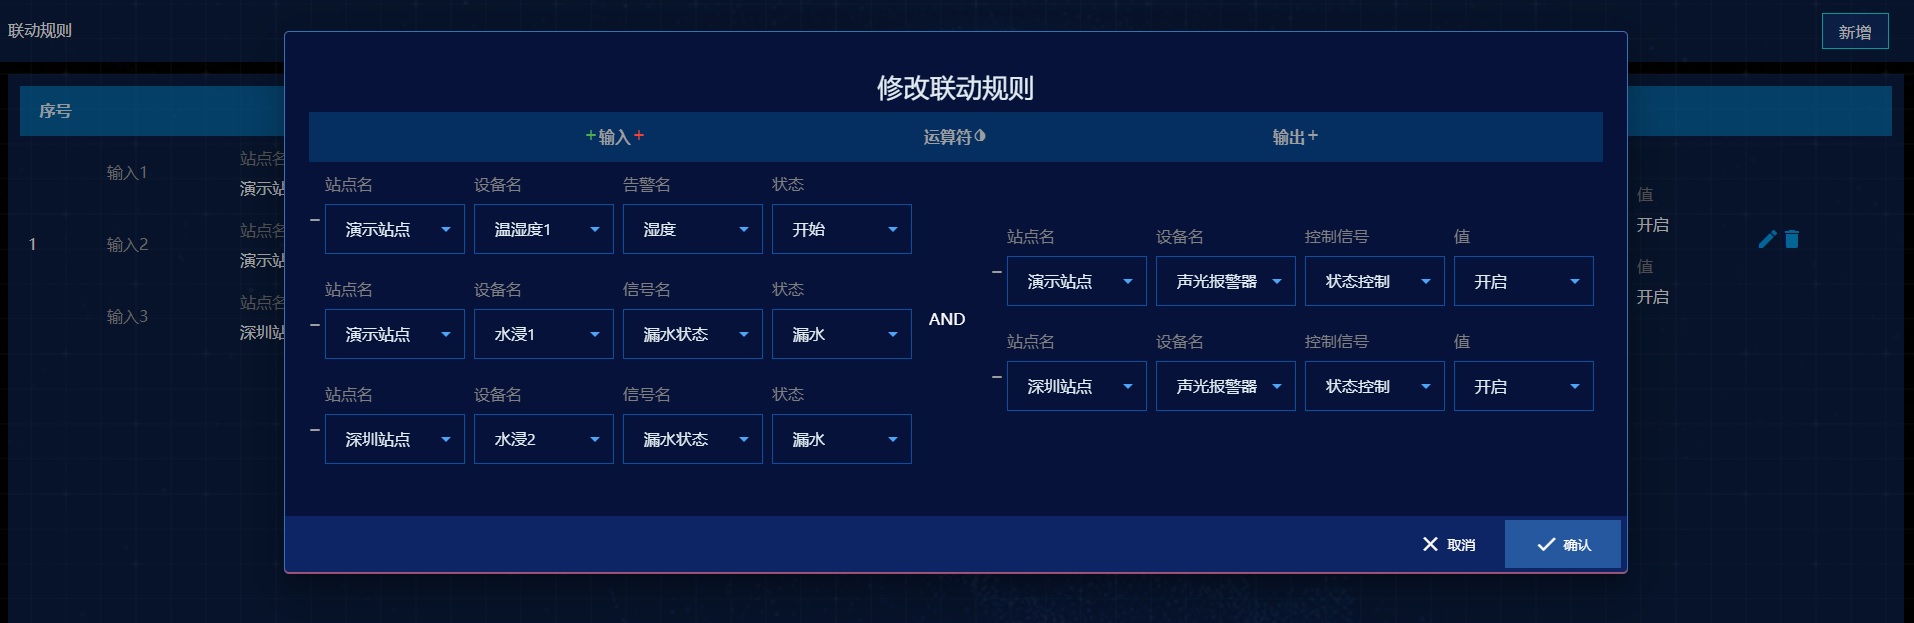 联动规则
新增
修改联动规则
序号
+输入+ 运算符 输出+
站点名 设备名 告警名 状态
演示站点 温湿度1 湿度 开始
站点名 设备名 信号名 状态
演示站点 水浸1 漏水状态 漏水
站点名 设备名 信号名 状态
深圳站点 水浸2 漏水状态 漏水
AND
站点名 设备名 控制信号 值
演示站点 声光报警器 状态控制 开启
站点名 设备名 控制信号 值
深圳站点 声光报警器 状态控制 开启
取消 确认
1
输入1
站点名
演示站
输入2
站点名
演示站
输入3
站点名
深圳站
值
开启
值
开启